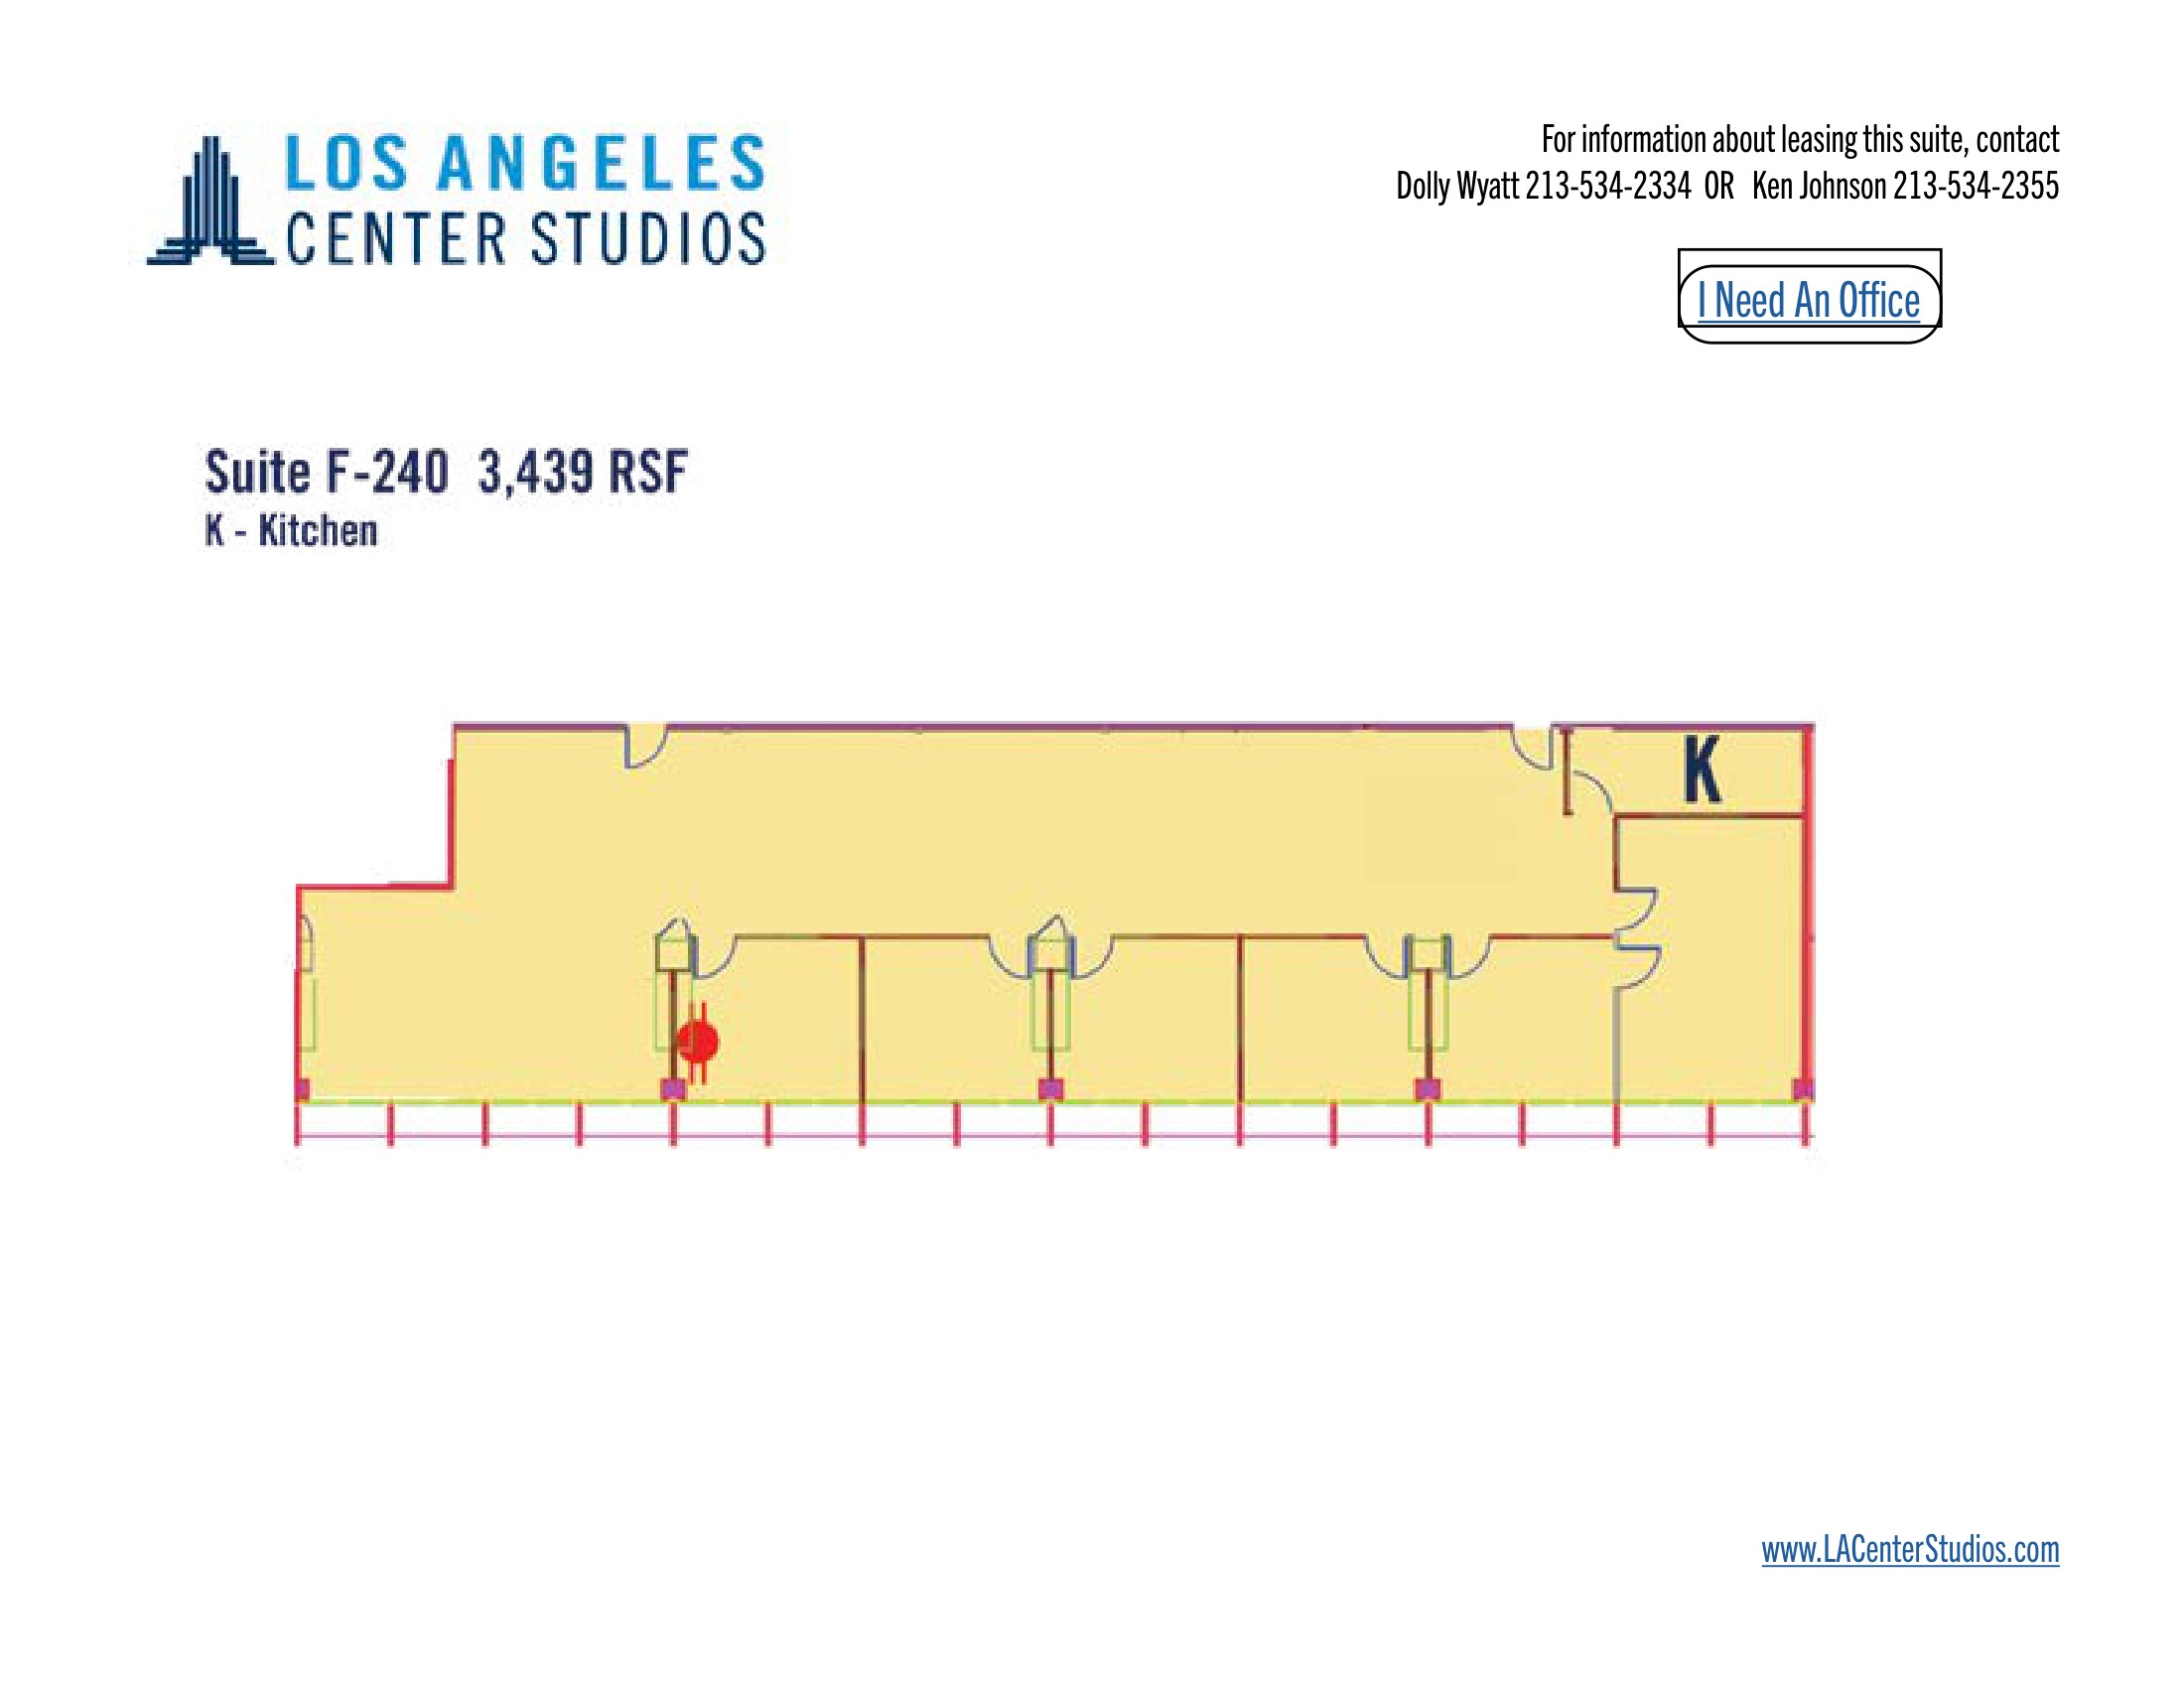 LOS ANGELES
CENTER STUDIOS
For information about leasing this suite, contact
Dolly Wyatt 213-534-2334 OR Ken Johnson 213-534-2355
I Need An Office
Suite F-240 3,439 RSF
K - Kitchen
K
www.LACenterStudios.com